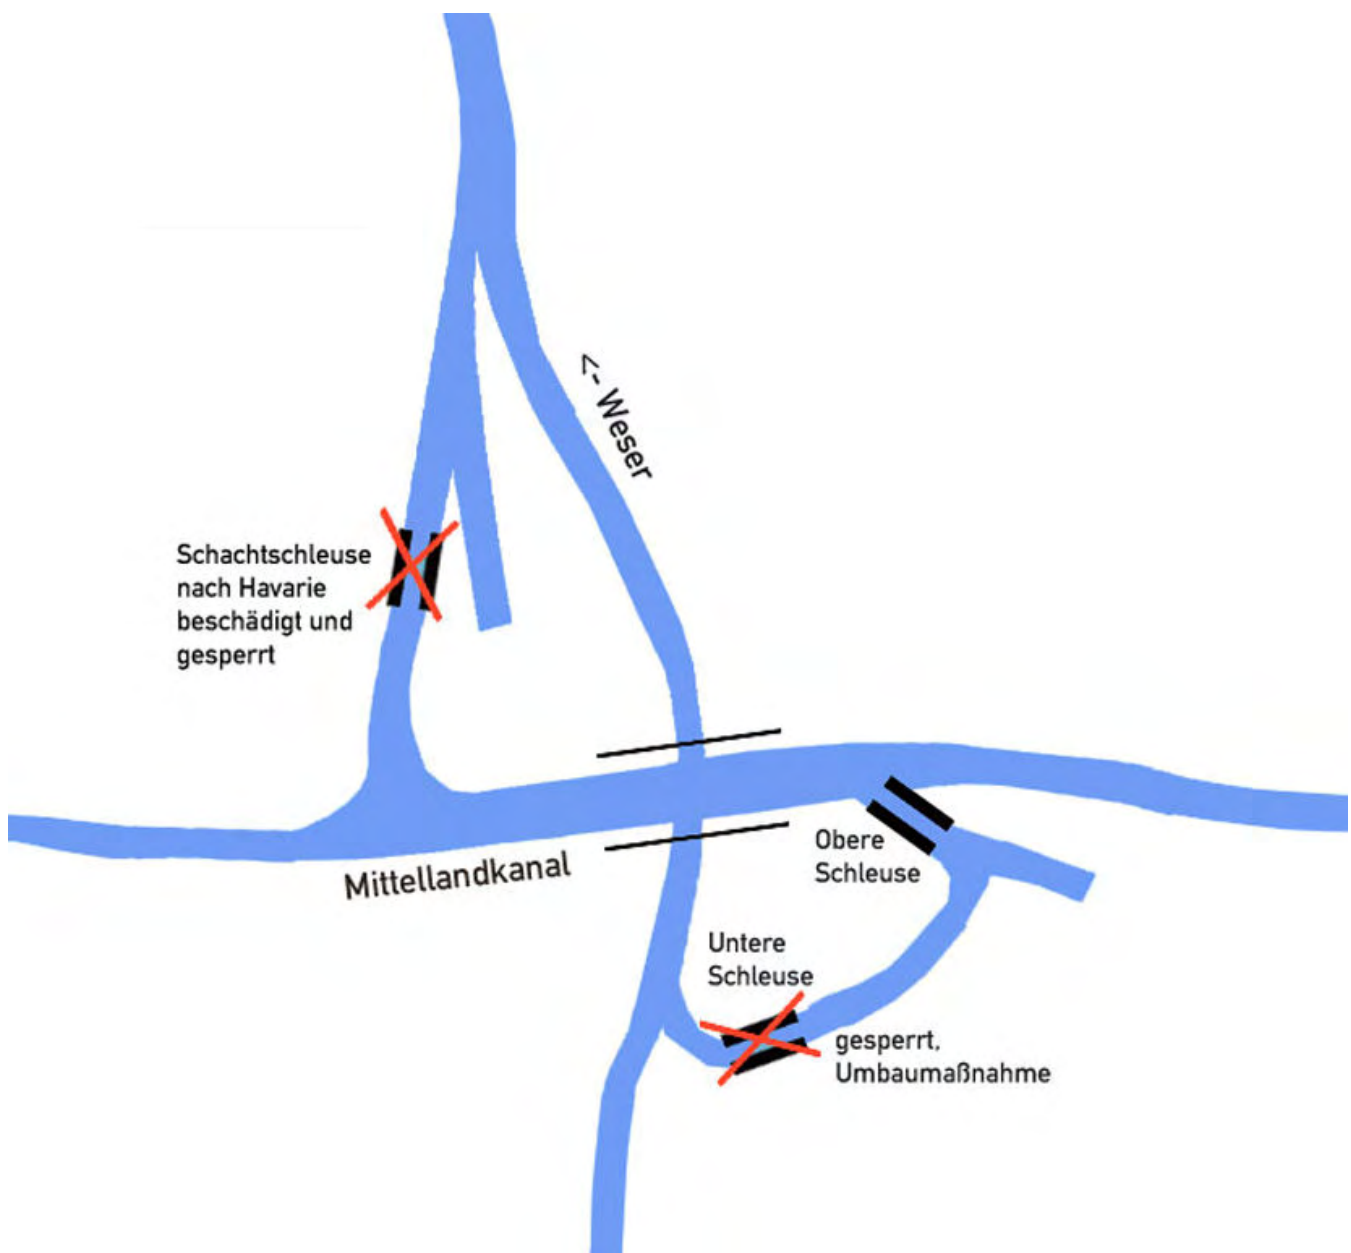 <- Weser
Schachtschleuse
nach Havarie
beschädigt und
gesperrt
Mittellandkanal
Obere
Schleuse
Untere
Schleuse
gesperrt,
Umbaumaßnahme